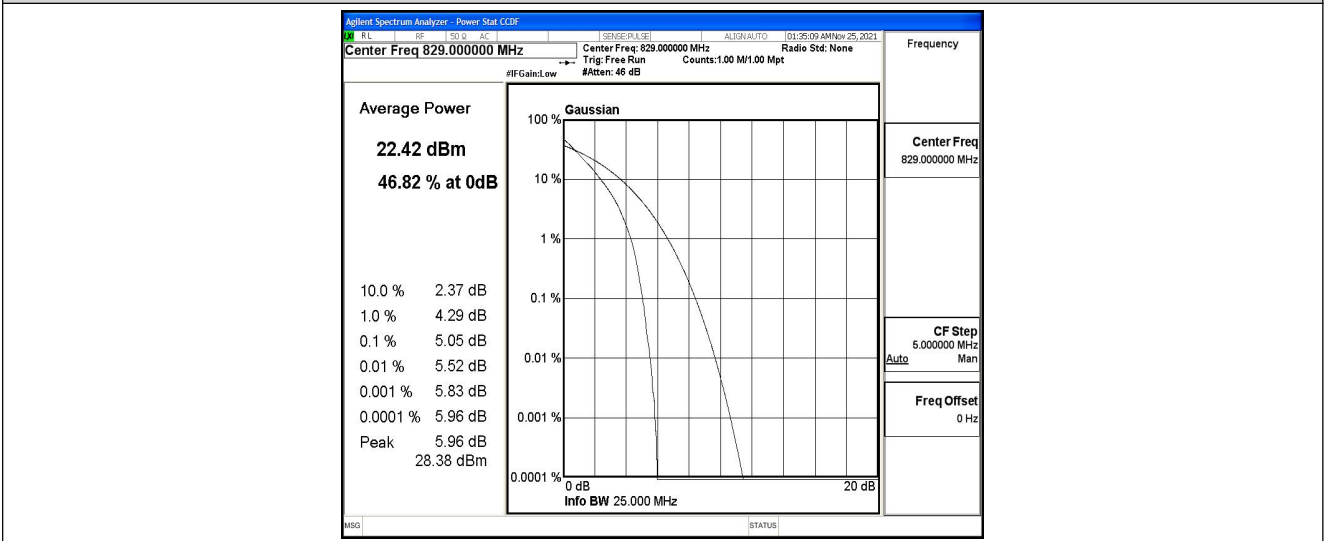 Agilent Spectrum Analyzer - Power Stat CCDF
RL RF 50 Ω AC SENSE:PULSE ALIGN AUTO 01:35:09 AM Nov 25, 2021
Center Freq 829.000000 MHz
Center Freq: 829.000000 MHz Radio Std: None
Trig: Free Run Counts:1.00 M/1.00 Mpt
#IFGain:Low #Atten: 46 dB
Frequency
Average Power
22.42 dBm
46.82 % at 0dB
10.0 % 2.37 dB
1.0 % 4.29 dB
0.1 % 5.05 dB
0.01 % 5.52 dB
0.001 % 5.83 dB
0.0001 % 5.96 dB
Peak 5.96 dB
28.38 dBm
Gaussian
100 %
10 %
1 %
0.1 %
0.01 %
0.001 %
0.0001 %
0 dB 20 dB
Info BW 25.000 MHz
Center Freq
829.000000 MHz
CF Step
5.000000 MHz
Auto Man
Freq Offset
0 Hz
MSG STATUS